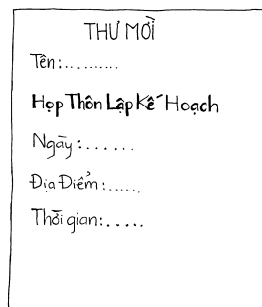 THƯ MỜI
Tên:.........
Họp Thôn Lập Kế Hoạch
Ngày:......
Địa Điểm:.....
Thời gian:.....